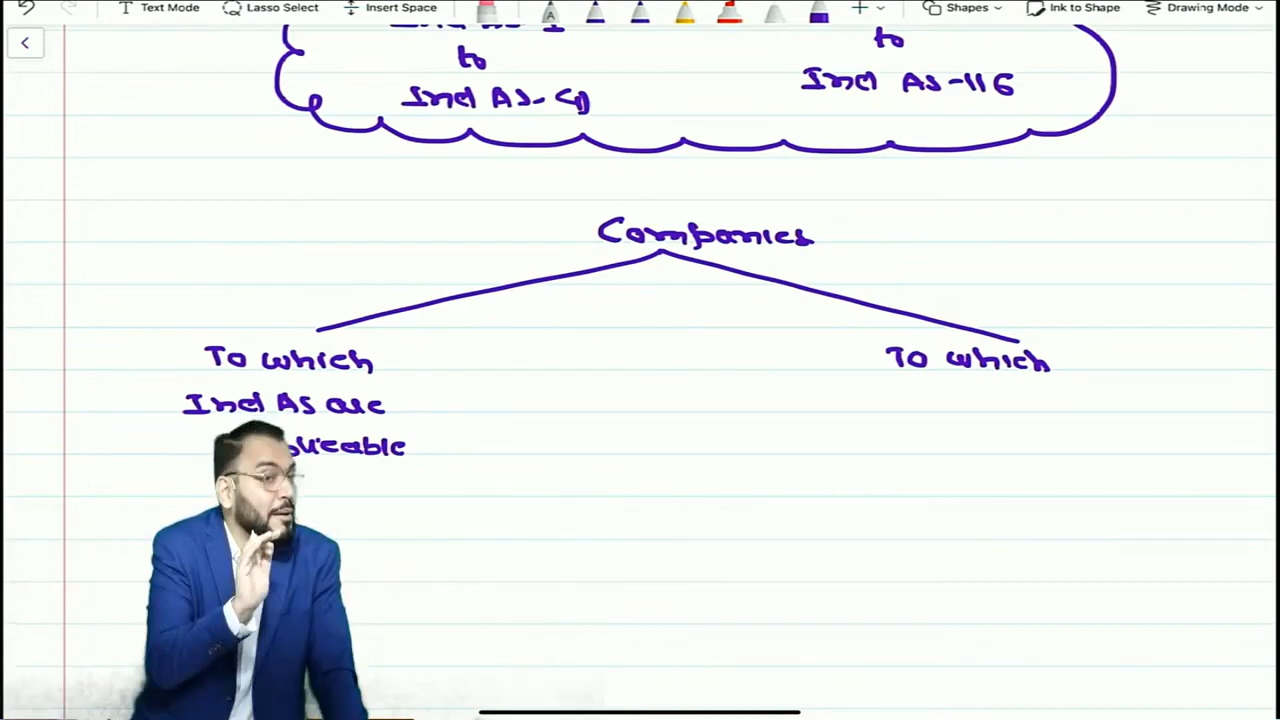 Text Mode Lasso Select Insert Space Shapes Ink to Shape Drawing Mode
to
to
Ind AS-41
Ind AS-116
Companies
To which
To which
Ind AS are